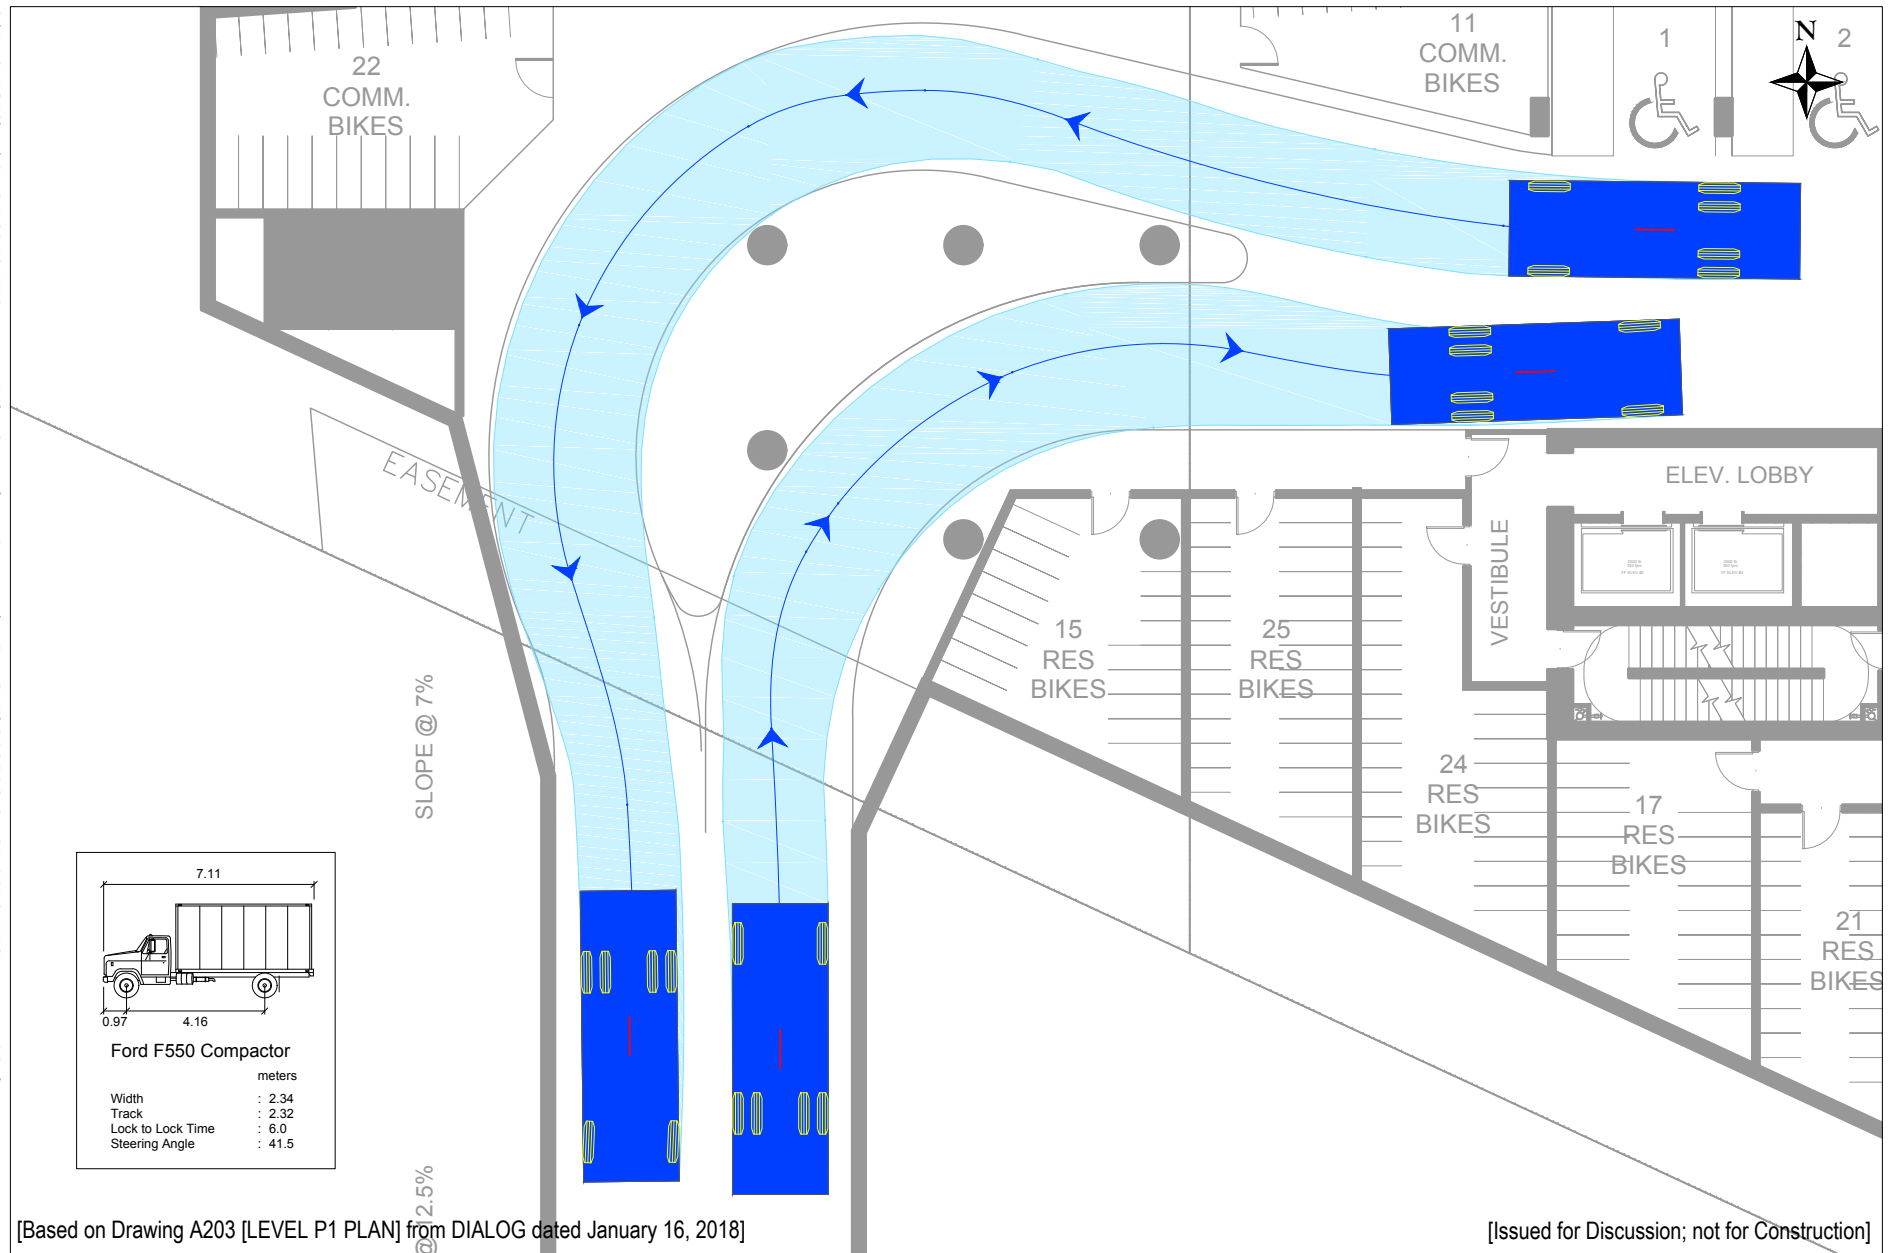 22
COMM.
BIKES
11
COMM.
BIKES
1
N
2
EASEMENT
ELEV. LOBBY
VESTIBULE
15
RES
BIKES
25
RES
BIKES
24
RES
BIKES
17
RES
BIKES
21
RES
BIKES
SLOPE @ 7%
@ 12.5%
7.11
0.97
4.16
Ford F550 Compactor
meters
Width : 2.34
Track : 2.32
Lock to Lock Time : 6.0
Steering Angle : 41.5
[Based on Drawing A203 [LEVEL P1 PLAN] from DIALOG dated January 16, 2018]
[Issued for Discussion; not for Construction]